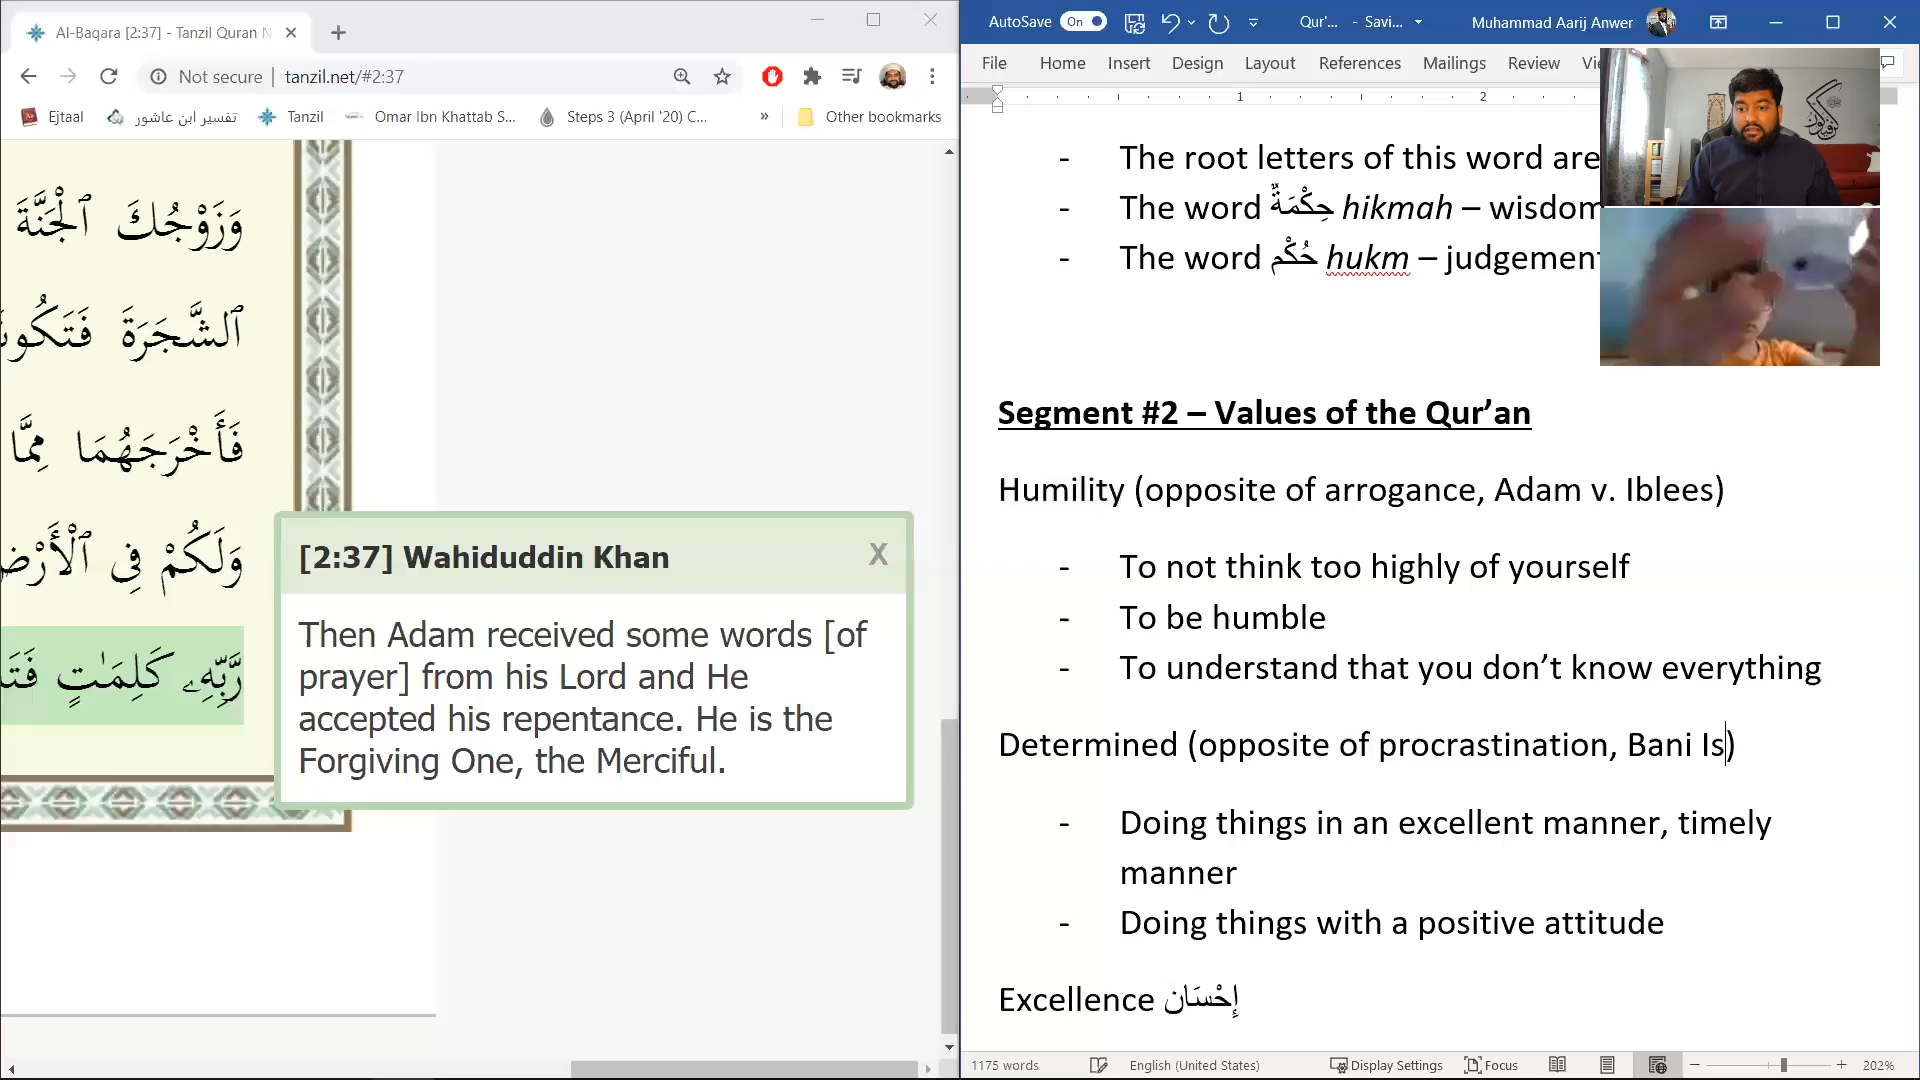 Al-Baqara [2:37] - Tanzil Quran N
Not secure | tanzil.net/#2:37
Ejtaal
تفسير ابن عاشور
Tanzil
Omar Ibn Khattab S...
Steps 3 (April '20) C...
»
Other bookmarks
وَزَوْجُكَ ٱلْجَنَّةَ
ٱلشَّجَرَةَ
فَأَخْرَجَهُمَا مِمَّا
وَلَكُمْ فِى
رَّبِّهِۦ كَلِمَٰتٍ
[2:37] Wahiduddin Khan
X
Then Adam received some words [of
prayer] from his Lord and He
accepted his repentance. He is the
Forgiving One, the Merciful.
AutoSave On
Qur'... - Savi...
Muhammad Aarij Anwer
File Home Insert Design Layout References Mailings Review
1 2
- The root letters of this word are
- The word حِكْمَةٌ hikmah – wisdom
- The word حُكْم hukm – judgement
Segment #2 – Values of the Qur’an
Humility (opposite of arrogance, Adam v. Iblees)
- To not think too highly of yourself
- To be humble
- To understand that you don’t know everything
Determined (opposite of procrastination, Bani Is)
- Doing things in an excellent manner, timely
manner
- Doing things with a positive attitude
Excellence إِحْسَان
1175 words
English (United States)
Display Settings
Focus
202%